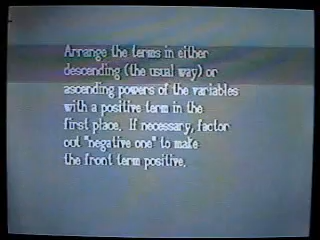 Arrange the terms in either
descending (the usual way) or
ascending powers of the variables
with a positive term in the
first place. If necessary, factor
out "negative one" to make
the front term positive.